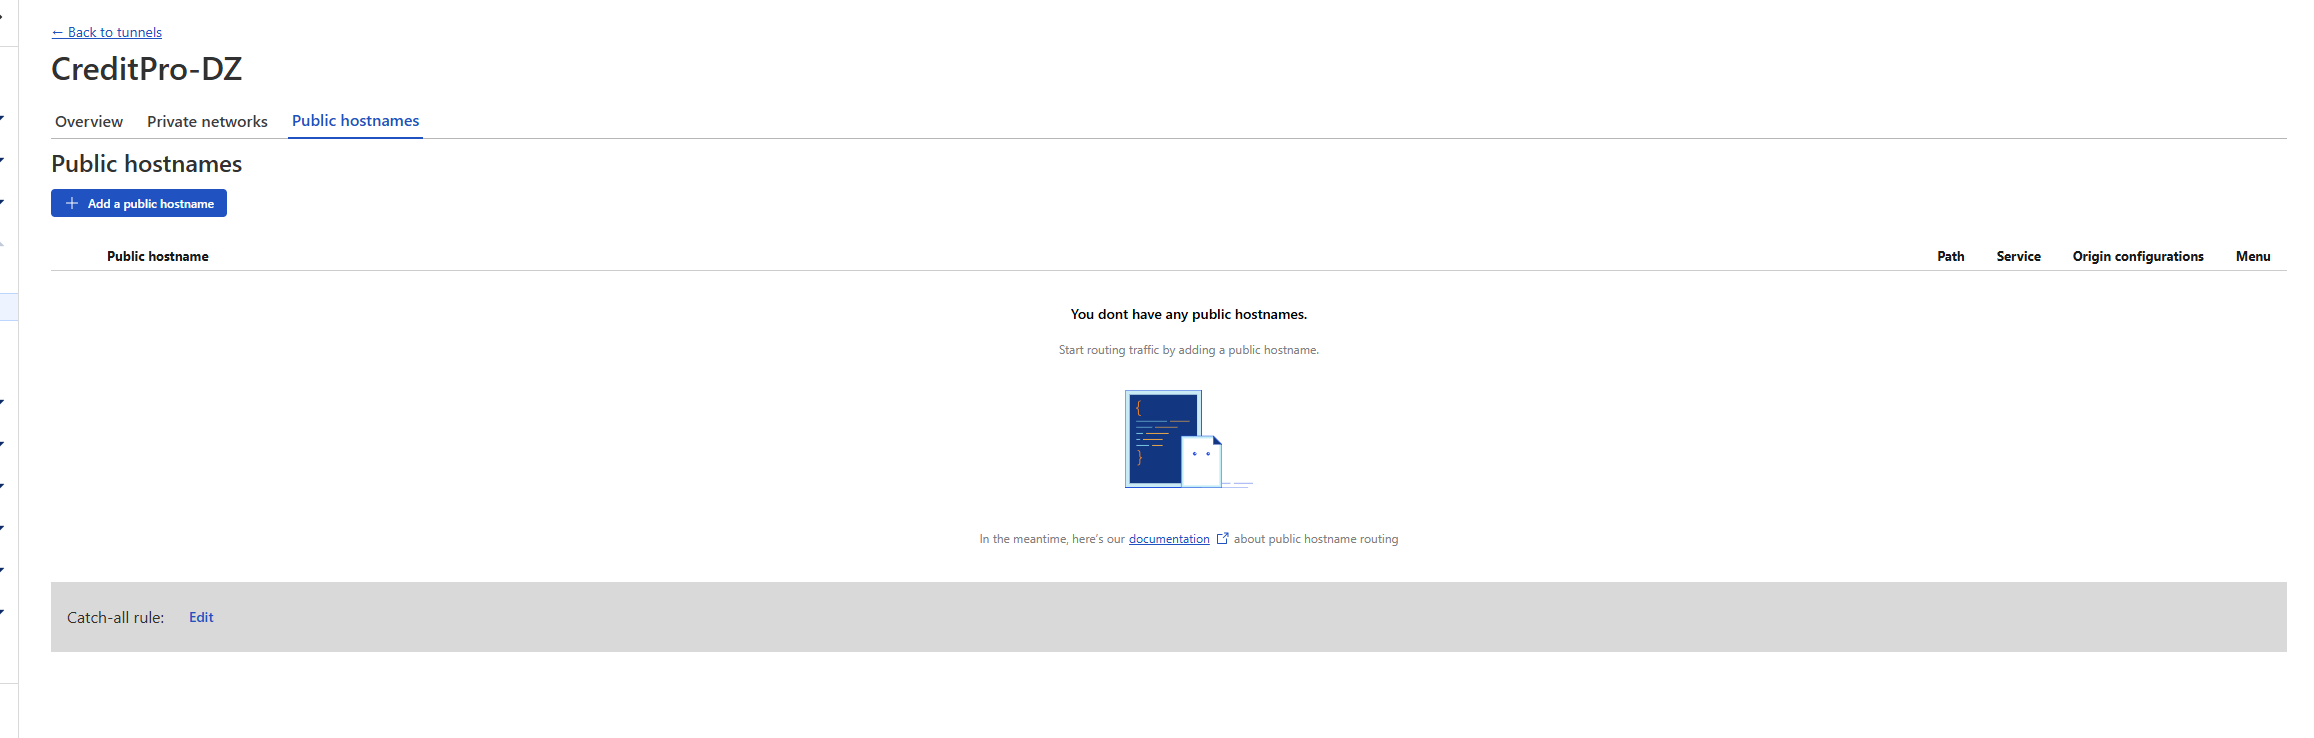 ← Back to tunnels
CreditPro-DZ
Overview Private networks Public hostnames
Public hostnames
+ Add a public hostname
Public hostname Path Service Origin configurations Menu
You dont have any public hostnames.
Start routing traffic by adding a public hostname.
{
}
In the meantime, here's our documentation about public hostname routing
Catch-all rule: Edit